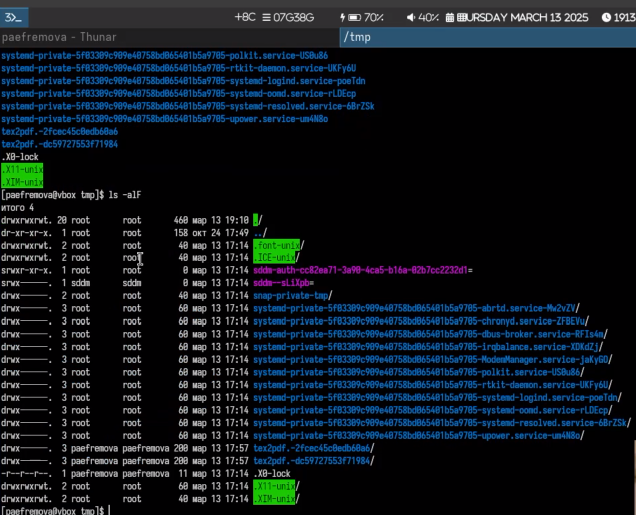 3>_ +8C ☰ 07G38G 70% 40% URSDAY MARCH 13 2025 1913
paefremova - Thunar /tmp
systemd-private-5f03309c909e40758bd065401b5a9705-polkit.service-US0u86
systemd-private-5f03309c909e40758bd065401b5a9705-rtkit-daemon.service-UKFy6U
systemd-private-5f03309c909e40758bd065401b5a9705-systemd-logind.service-poeTdn
systemd-private-5f03309c909e40758bd065401b5a9705-systemd-oomd.service-rLDEcp
systemd-private-5f03309c909e40758bd065401b5a9705-systemd-resolved.service-6BrZSk
systemd-private-5f03309c909e40758bd065401b5a9705-upower.service-um4N8o
tex2pdf.-2fcec45c0edb60a6
tex2pdf.-dc59727553f71984
.X0-lock
.X11-unix
.XIM-unix
[paefremova@vbox tmp]$ ls -alF
итого 4
drwxrwxrwt. 20 root root 460 мар 13 19:10 ./
dr-xr-xr-x. 1 root root 158 окт 24 17:49 ../
drwxrwxrwt. 2 root root 40 мар 13 17:14 .font-unix/
drwxrwxrwt. 2 root root 40 мар 13 17:14 .ICE-unix/
srwxr-xr-x. 1 root root 0 мар 13 17:14 sddm-auth-cc82ea71-3a90-4ca5-b16a-02b7cc2232d1=
srwx------. 1 sddm sddm 0 мар 13 17:14 sddm--sLiXpb=
drwx------. 2 root root 40 мар 13 17:14 snap-private-tmp/
drwx------. 3 root root 60 мар 13 17:14 systemd-private-5f03309c909e40758bd065401b5a9705-abrtd.service-Mw2vZV/
drwx------. 3 root root 60 мар 13 17:14 systemd-private-5f03309c909e40758bd065401b5a9705-chronyd.service-ZFBEVu/
drwx------. 3 root root 60 мар 13 17:14 systemd-private-5f03309c909e40758bd065401b5a9705-dbus-broker.service-RFIs4m/
drwx------. 3 root root 60 мар 13 17:14 systemd-private-5f03309c909e40758bd065401b5a9705-irqbalance.service-XDKdZj/
drwx------. 3 root root 60 мар 13 17:14 systemd-private-5f03309c909e40758bd065401b5a9705-ModemManager.service-jaKyGO/
drwx------. 3 root root 60 мар 13 17:14 systemd-private-5f03309c909e40758bd065401b5a9705-polkit.service-US0u86/
drwx------. 3 root root 60 мар 13 17:14 systemd-private-5f03309c909e40758bd065401b5a9705-rtkit-daemon.service-UKFy6U/
drwx------. 3 root root 60 мар 13 17:14 systemd-private-5f03309c909e40758bd065401b5a9705-systemd-logind.service-poeTdn/
drwx------. 3 root root 60 мар 13 17:14 systemd-private-5f03309c909e40758bd065401b5a9705-systemd-oomd.service-rLDEcp/
drwx------. 3 root root 60 мар 13 17:14 systemd-private-5f03309c909e40758bd065401b5a9705-systemd-resolved.service-6BrZSk/
drwx------. 3 root root 60 мар 13 17:14 systemd-private-5f03309c909e40758bd065401b5a9705-upower.service-um4N8o/
drwx------. 3 paefremova paefremova 200 мар 13 17:57 tex2pdf.-2fcec45c0edb60a6/
drwx------. 3 paefremova paefremova 200 мар 13 17:57 tex2pdf.-dc59727553f71984/
-r--r--r--. 1 paefremova paefremova 11 мар 13 17:14 .X0-lock
drwxrwxrwt. 2 root root 60 мар 13 17:14 .X11-unix/
drwxrwxrwt. 2 root root 40 мар 13 17:14 .XIM-unix/
[paefremova@vbox tmp]$